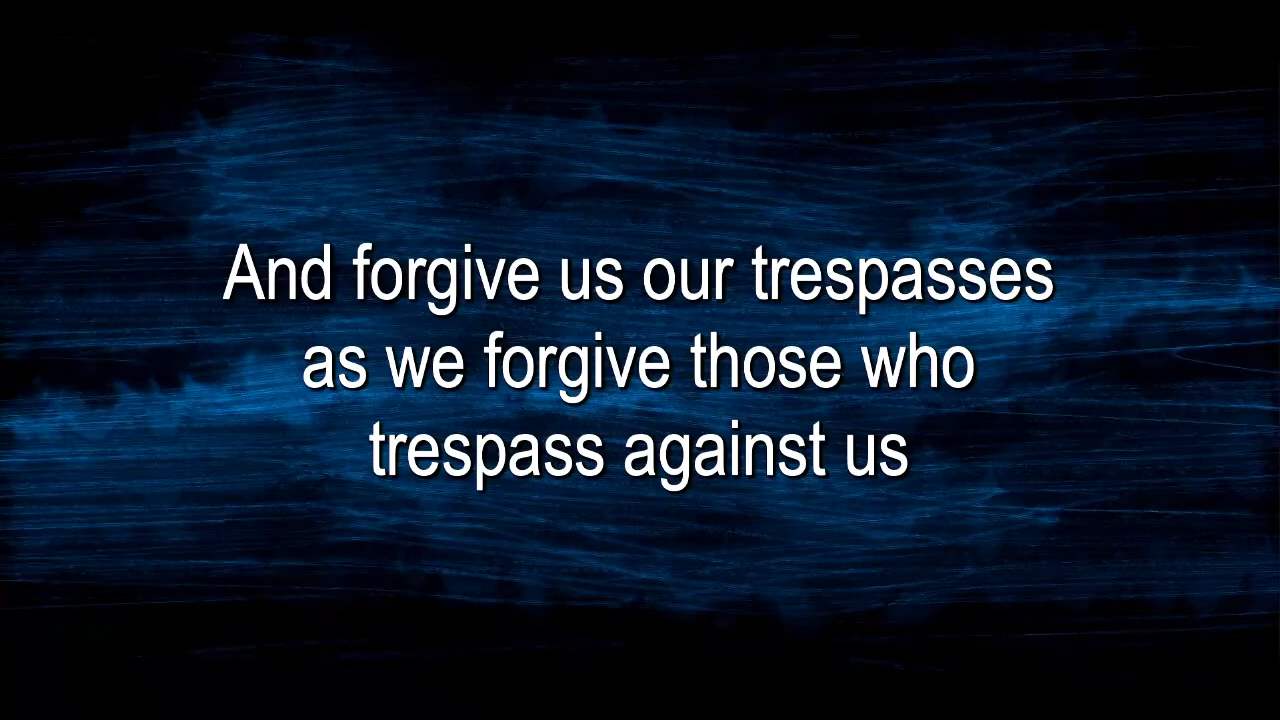 And forgive us our trespasses
as we forgive those who
trespass against us